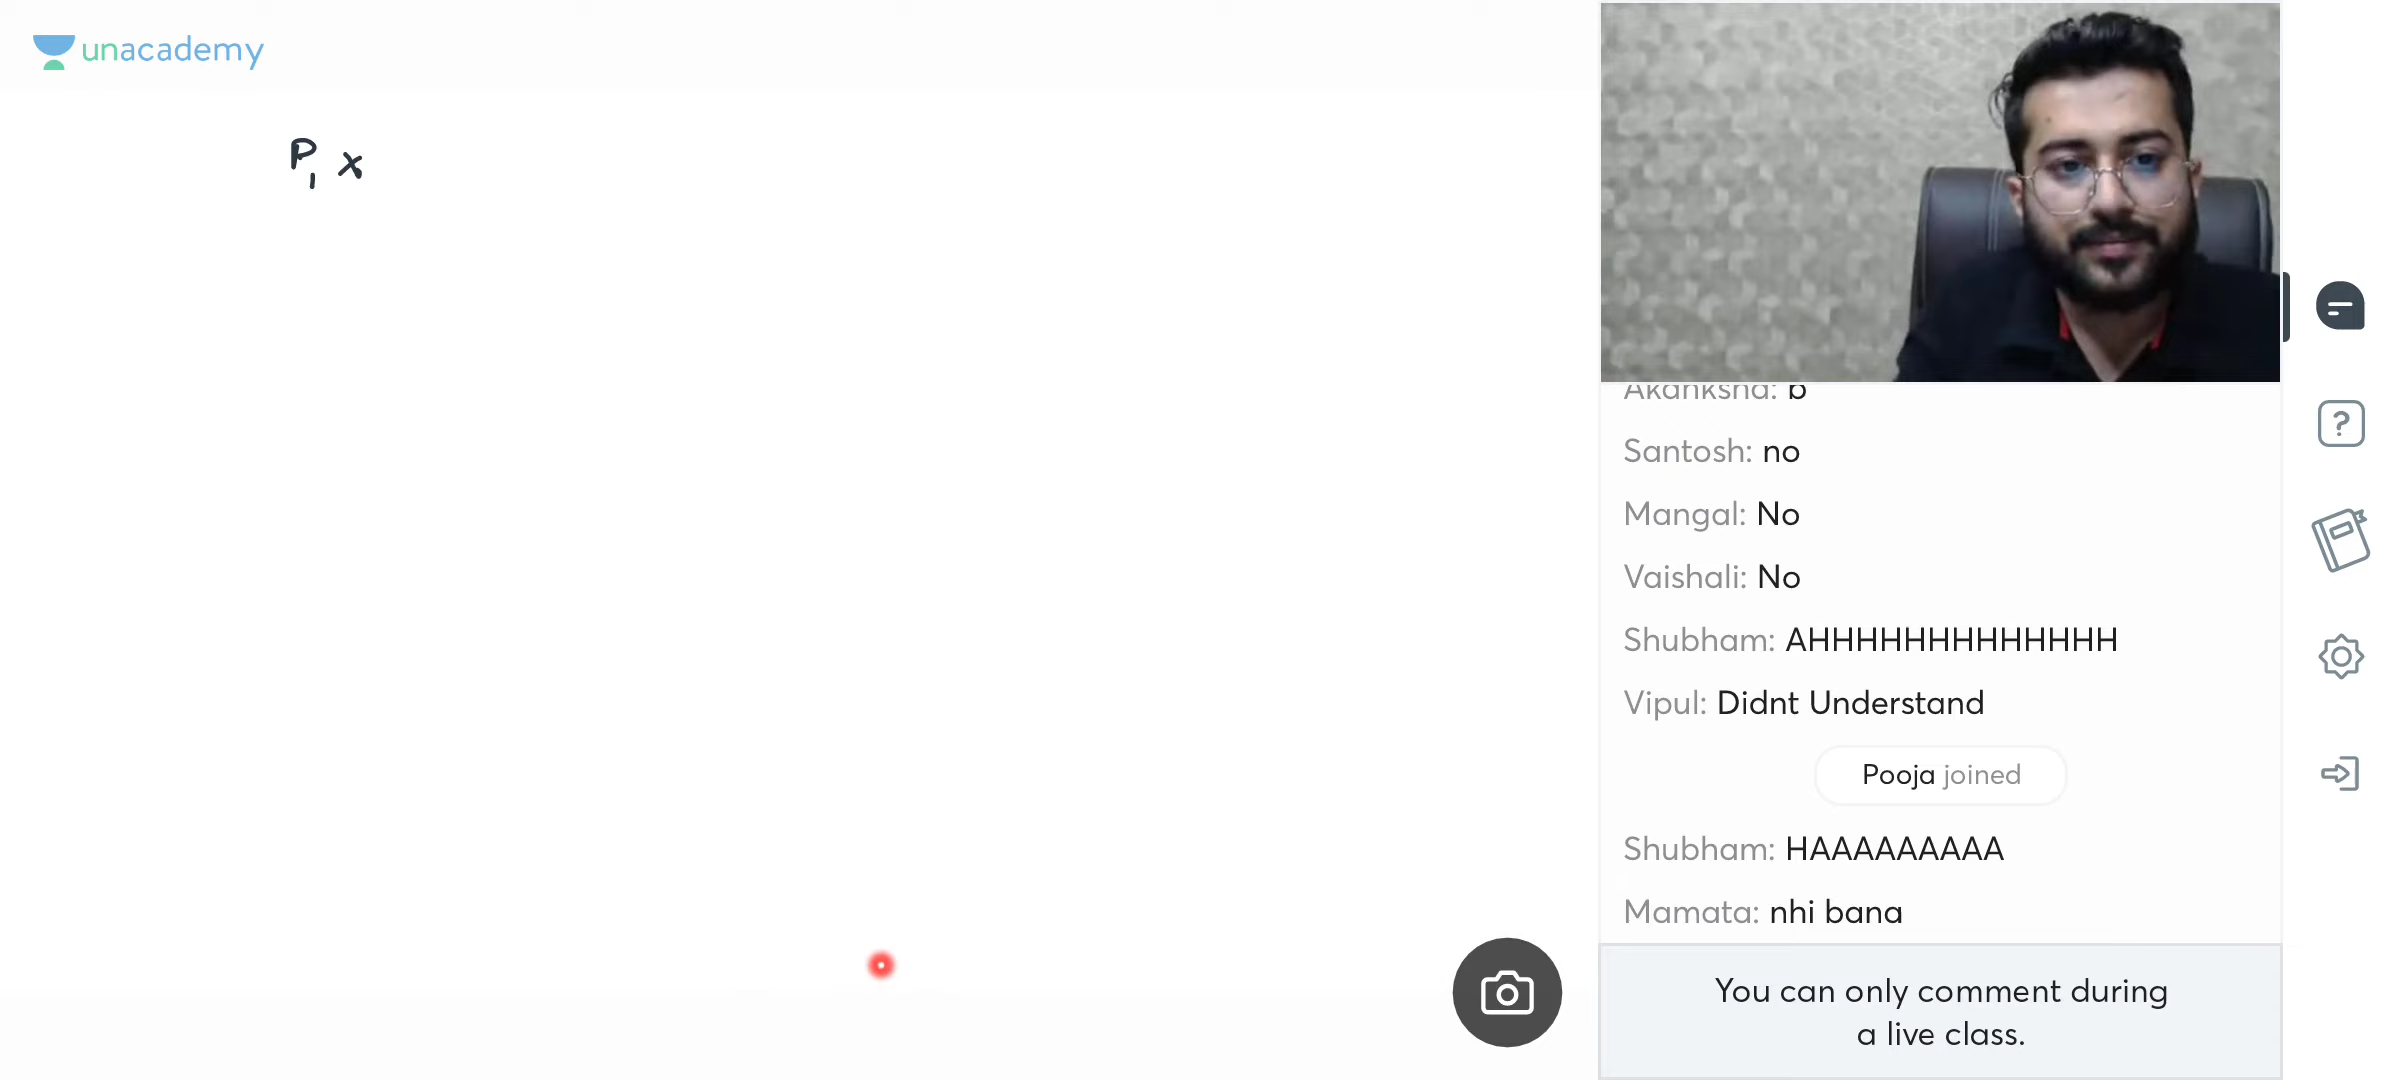 unacademy
P₁ x
Akanksha: b
Santosh: no
Mangal: No
Vaishali: No
Shubham: AHHHHHHHHHHHHH
Vipul: Didnt Understand
Pooja joined
Shubham: HAAAAAAAAA
Mamata: nhi bana
You can only comment during
a live class.